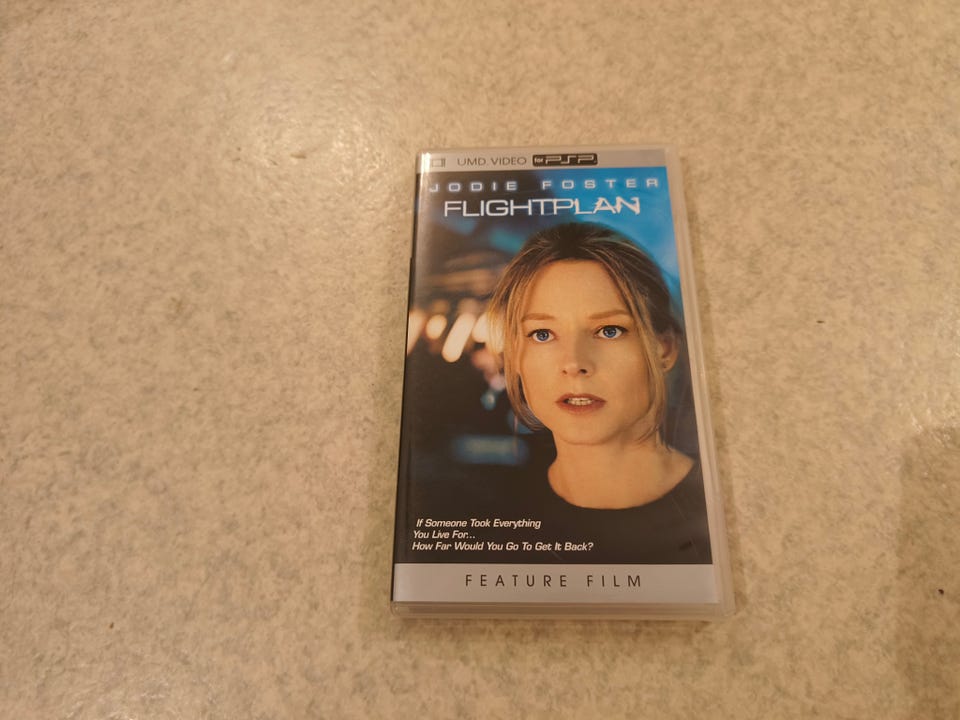 UMD VIDEO for PSP
JODIE FOSTER
FLIGHTPLAN
If Someone Took Everything
You Live For...
How Far Would You Go To Get It Back?
FEATURE FILM